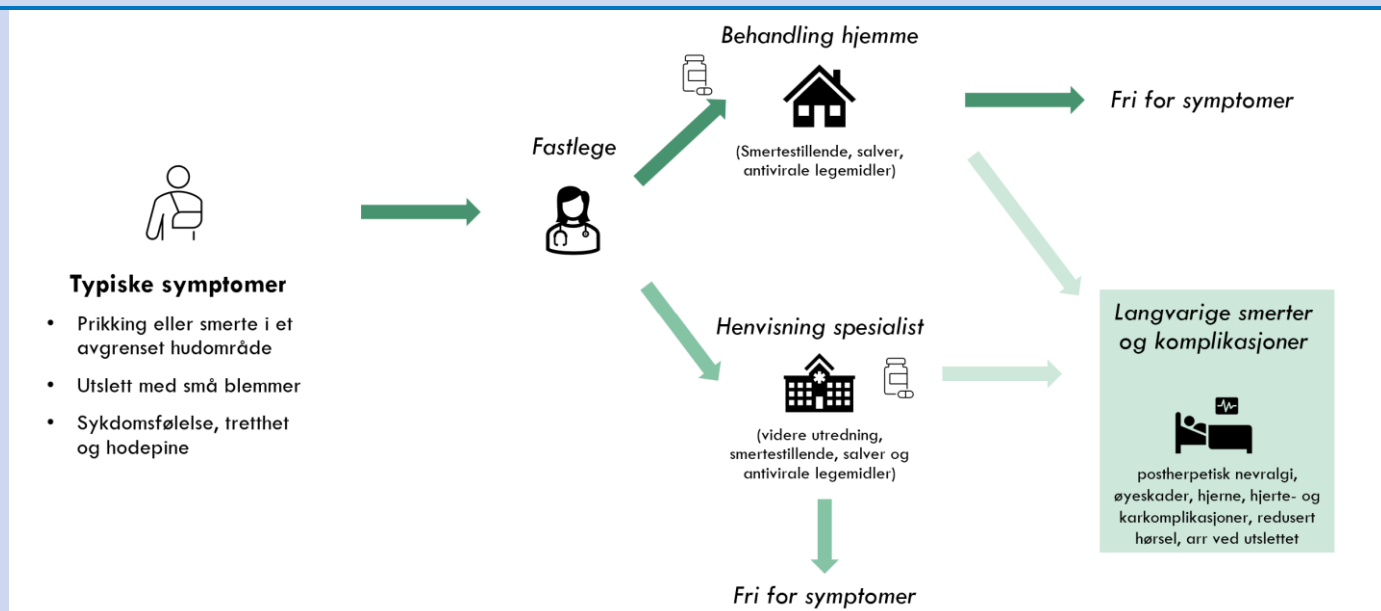 Behandling hjemme
(Smertestillende, salver,
antivirale legemidler)
Fri for symptomer
Fastlege
Typiske symptomer
• Prikking eller smerte i et
avgrenset hudområde
• Utslett med små blemmer
• Sykdomsfølelse, tretthet
og hodepine
Henvisning spesialist
(videre utredning,
smertestillende, salver og
antivirale legemidler)
Fri for symptomer
Langvarige smerter
og komplikasjoner
postherpetisk nevralgi,
øyeskader, hjerne, hjerte- og
karkomplikasjoner, redusert
hørsel, arr ved utslettet